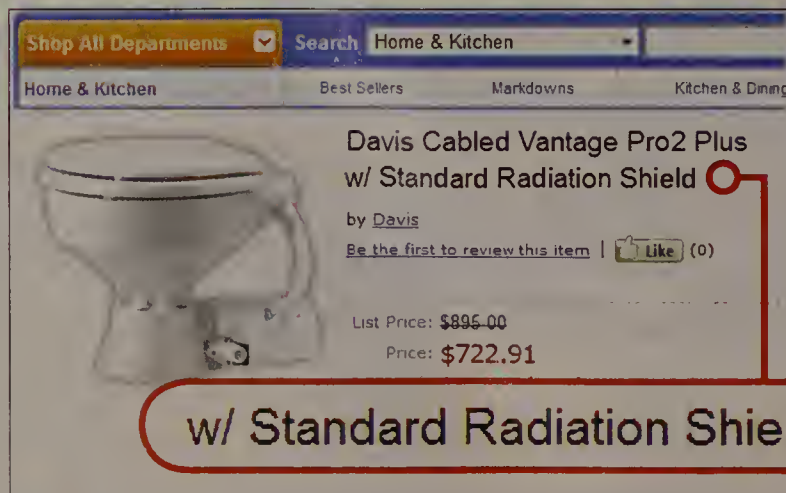 Shop All Departments Search Home & Kitchen
Home & Kitchen Best Sellers Markdowns Kitchen & Dining
Davis Cabled Vantage Pro2 Plus
w/ Standard Radiation Shield
by Davis
Be the first to review this item | Like (0)
List Price: $895.00
Price: $722.91
w/ Standard Radiation Shie